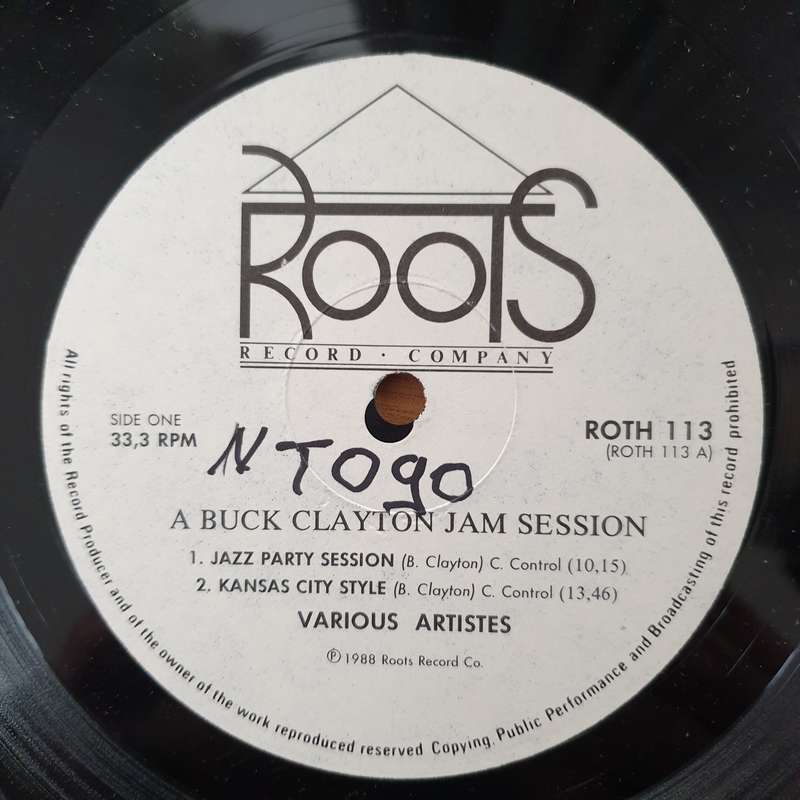 ROOTS
RECORD · COMPANY
SIDE ONE
33,3 RPM
ROTH 113
(ROTH 113 A)
NTOgo
A BUCK CLAYTON JAM SESSION
1. JAZZ PARTY SESSION (B. Clayton) C. Control (10,15)
2. KANSAS CITY STYLE (B. Clayton) C. Control (13,46)
VARIOUS ARTISTES
℗ 1988 Roots Record Co.
All rights of the Record Producer and of the owner of the work reproduced reserved Copying, Public Performance and Broadcasting of this record prohibited